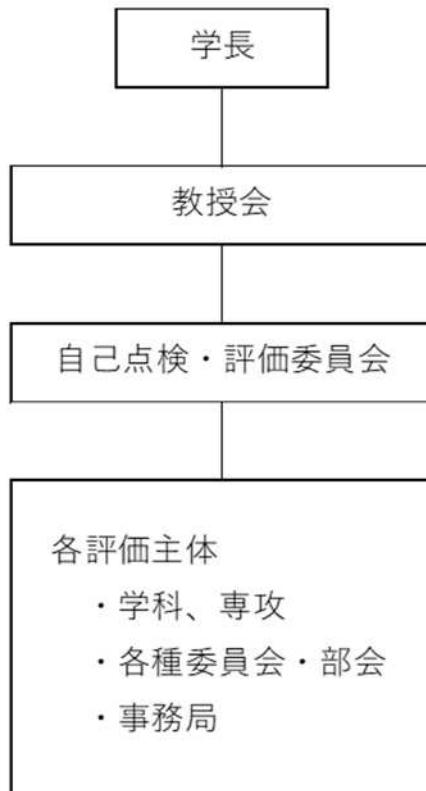 学長
教授会
自己点検・評価委員会
各評価主体
・学科、専攻
・各種委員会・部会
・事務局